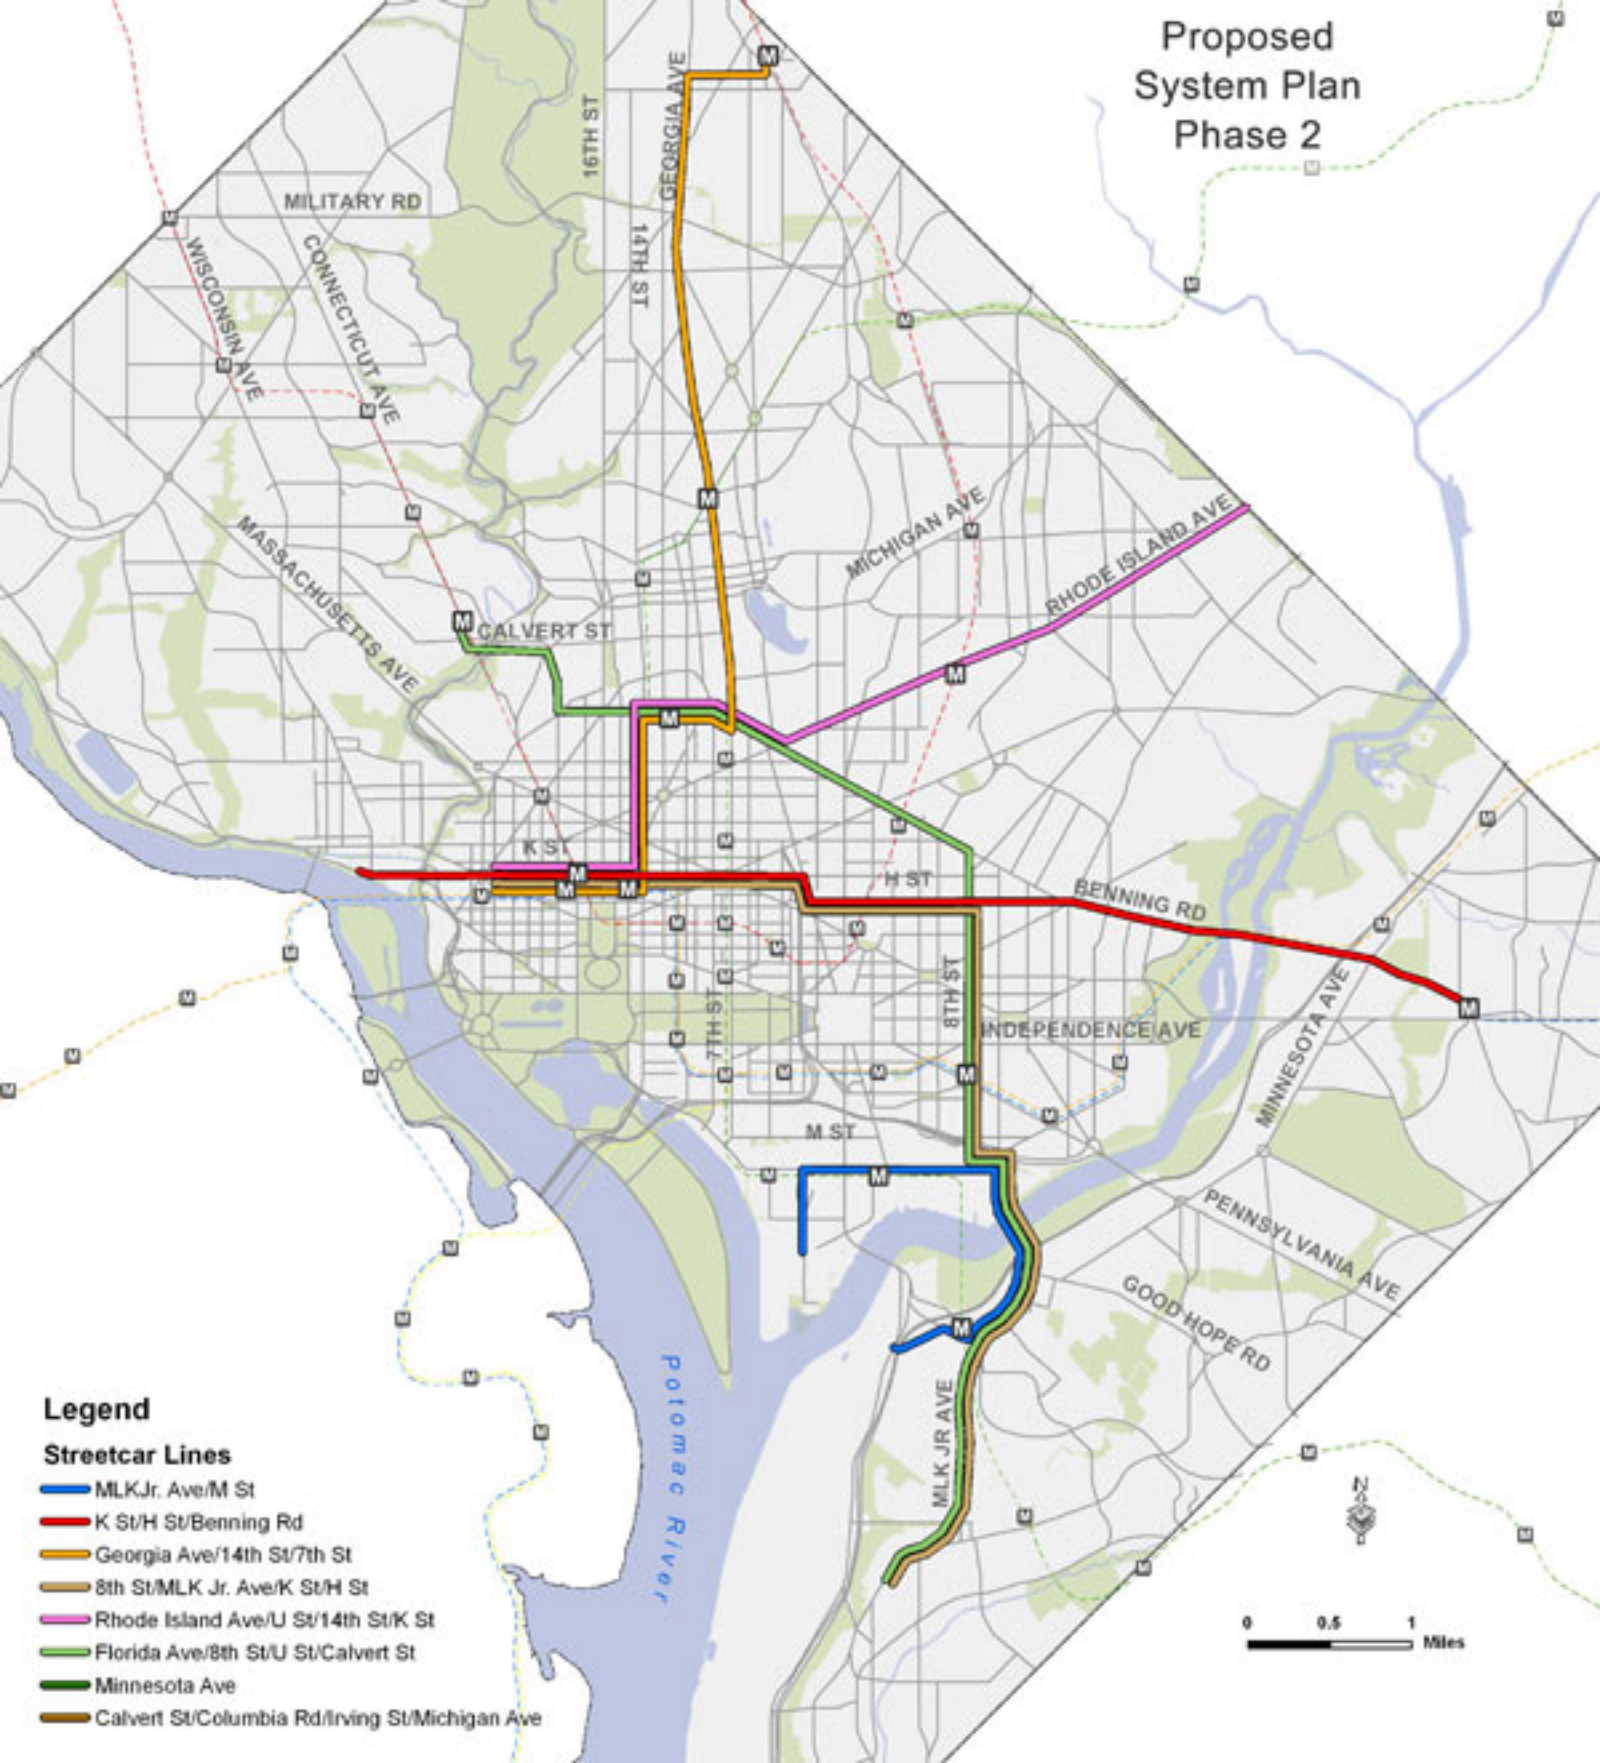 Proposed
System Plan
Phase 2
GEORGIA AVE
16TH ST
MILITARY RD
14TH ST
WISCONSIN AVE
CONNECTICUT AVE
MASSACHUSETTS AVE
MICHIGAN AVE
RHODE ISLAND AVE
CALVERT ST
K ST
H ST
BENNING RD
8TH ST
7TH ST
INDEPENDENCE AVE
MINNESOTA AVE
M ST
PENNSYLVANIA AVE
GOOD HOPE RD
MLK JR AVE
Potomac River
M
M
M
M
M
M
M
M
M
M
M
M
Legend
Streetcar Lines
MLKJr. Ave/M St
K St/H St/Benning Rd
Georgia Ave/14th St/7th St
8th St/MLK Jr. Ave/K St/H St
Rhode Island Ave/U St/14th St/K St
Florida Ave/8th St/U St/Calvert St
Minnesota Ave
Calvert St/Columbia Rd/Irving St/Michigan Ave
N
0 0.5 1
Miles